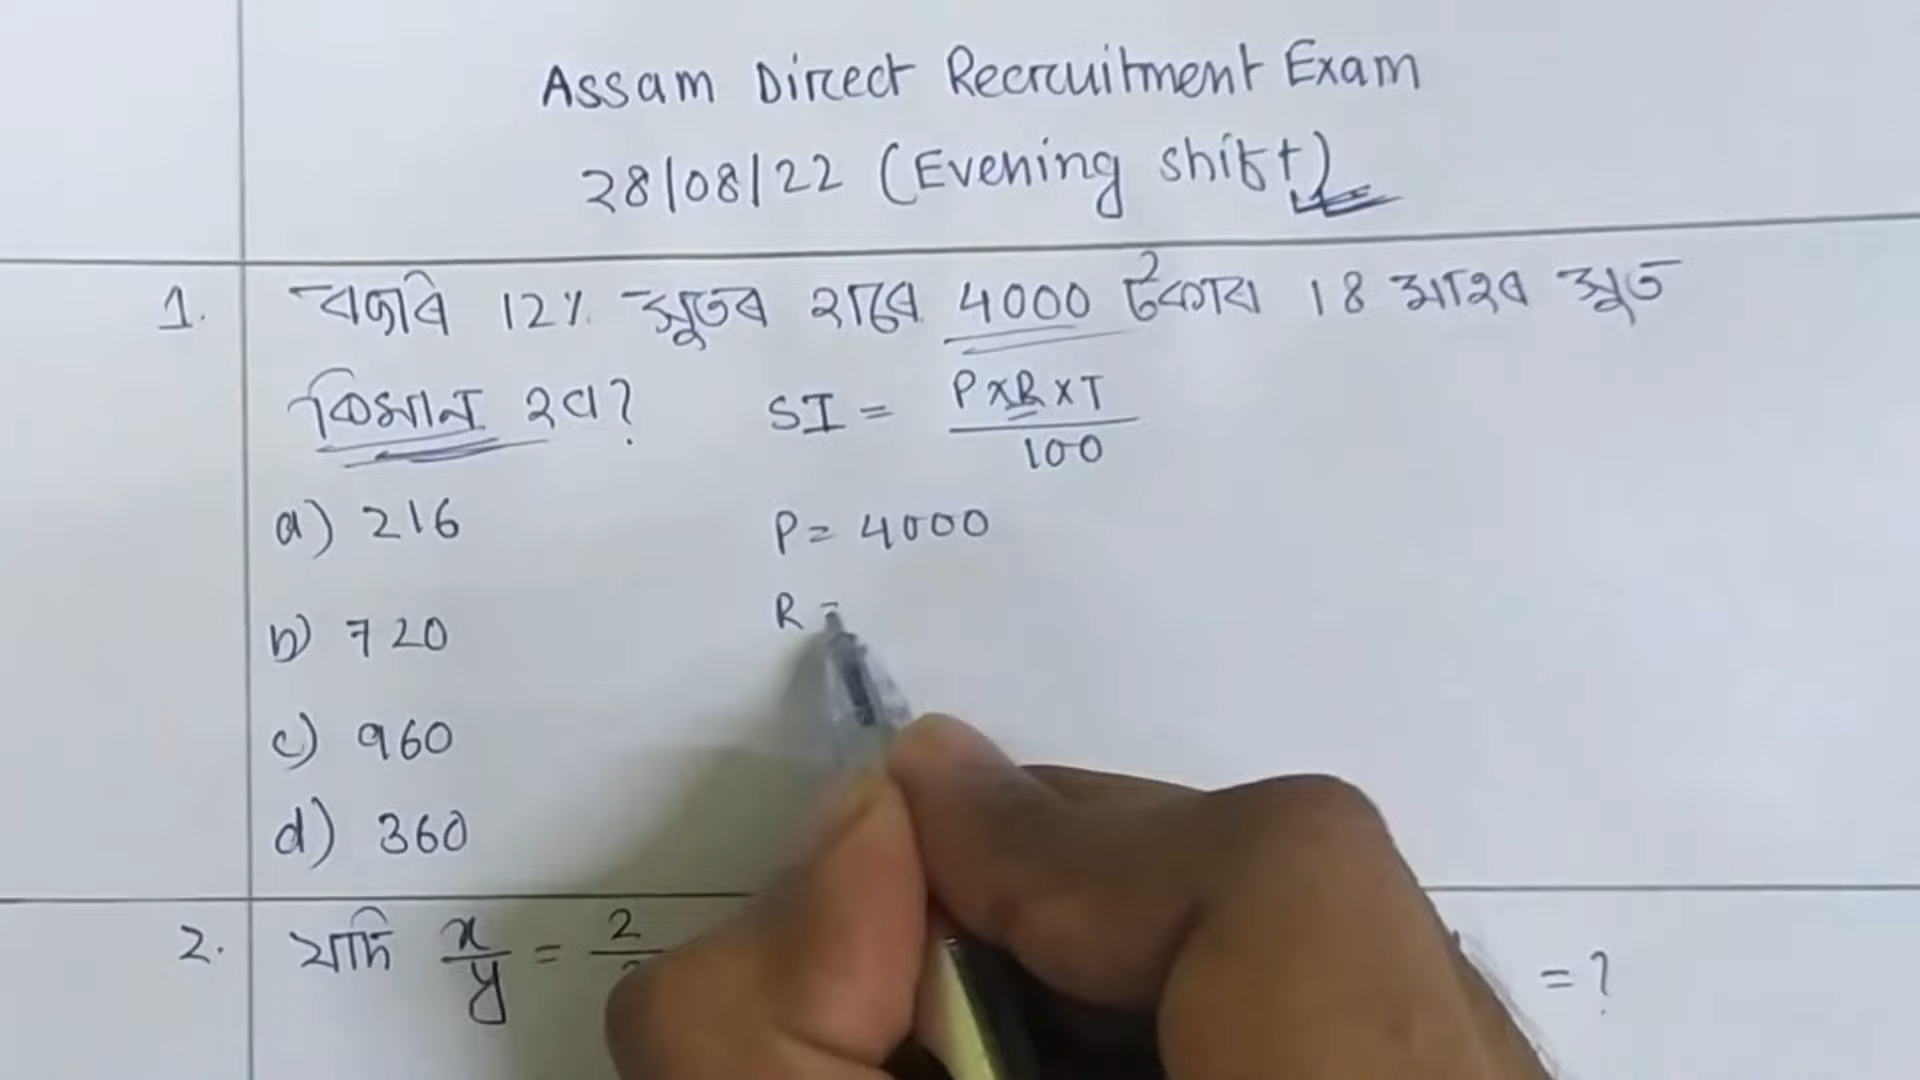 Assam Direct Recruitment Exam
28/08/22 (Evening shift)
1. বছৰি 12% সুতৰ হাৰে 4000 টকাৰ 18 মাহৰ সুত
কিমান হব?
SI = P×R×T / 100
a) 216
P = 4000
b) 720
R =
c) 960
d) 360
2. যদি x/y = 2/
= ?